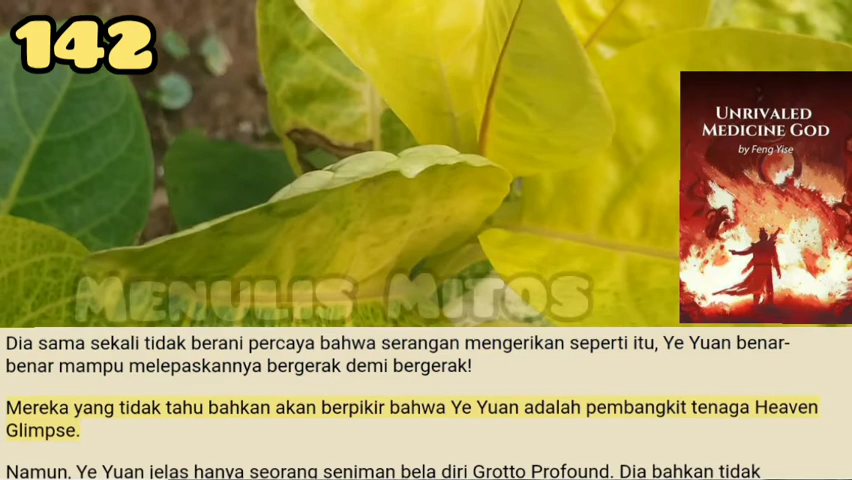 142
UNRIVALED
MEDICINE GOD
by Feng Yise
MENULIS MITOS
Dia sama sekali tidak berani percaya bahwa serangan mengerikan seperti itu, Ye Yuan benar-
benar mampu melepaskannya bergerak demi bergerak!
Mereka yang tidak tahu bahkan akan berpikir bahwa Ye Yuan adalah pembangkit tenaga Heaven
Glimpse.
Namun, Ye Yuan jelas hanya seorang seniman bela diri Grotto Profound. Dia bahkan tidak